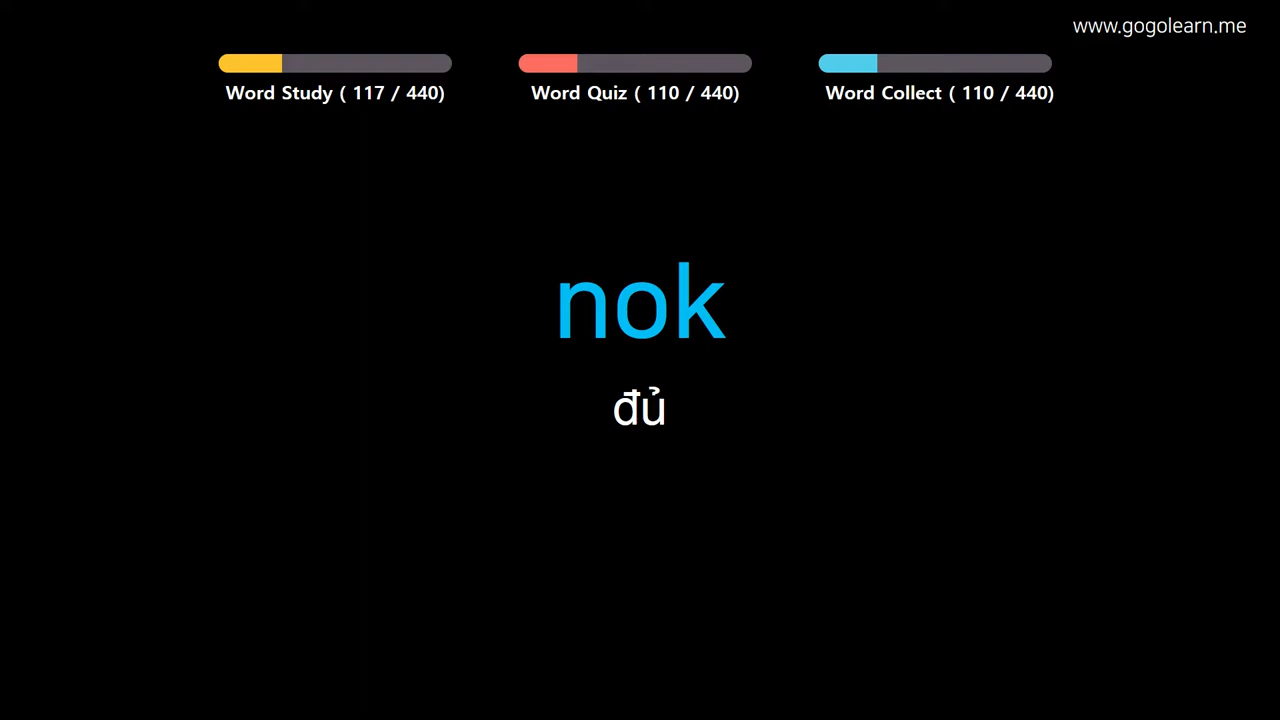 www.gogolearn.me
Word Study ( 117 / 440)
Word Quiz ( 110 / 440)
Word Collect ( 110 / 440)
nok
đủ